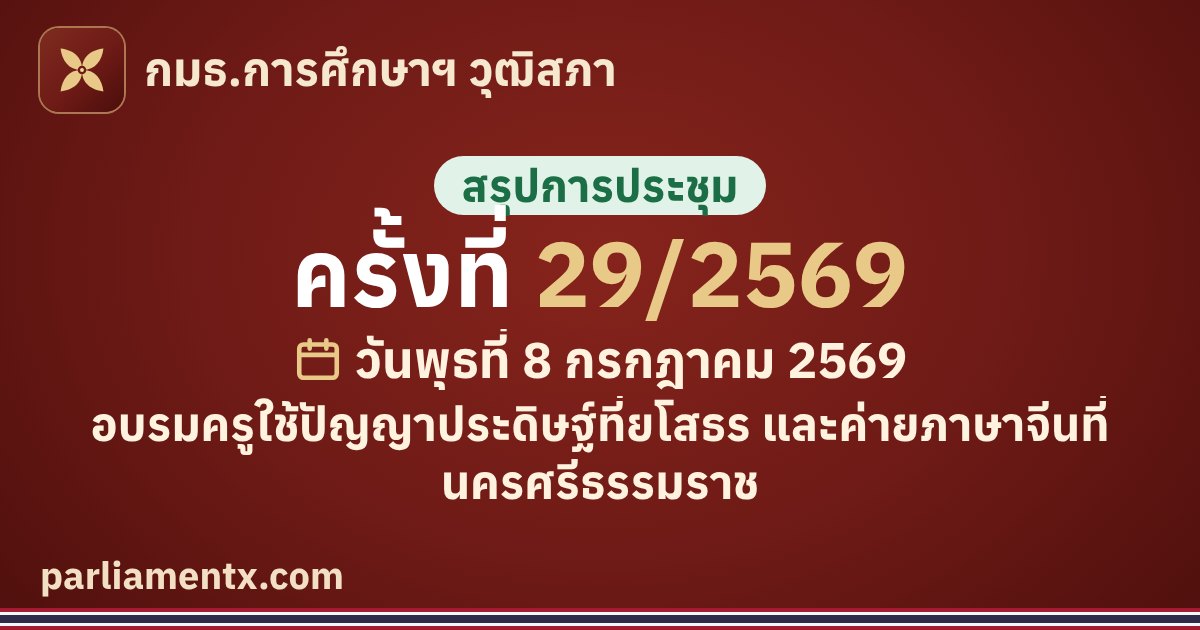 กมธ.การศึกษาฯ วุฒิสภา
สรุปการประชุม
ครั้งที่ 29/2569
วันพุธที่ 8 กรกฎาคม 2569
อบรมครูใช้ปัญญาประดิษฐ์ที่ยโสธร และค่ายภาษาจีนที่
นครศรีธรรมราช
parliamentx.com